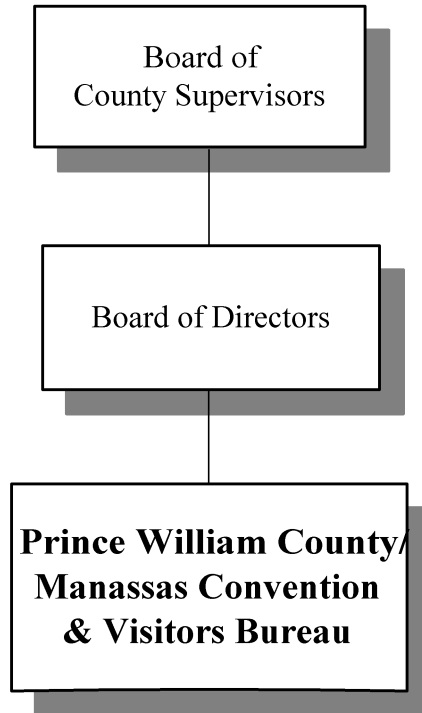 Board of
County Supervisors
Board of Directors
Prince William County/
Manassas Convention
& Visitors Bureau